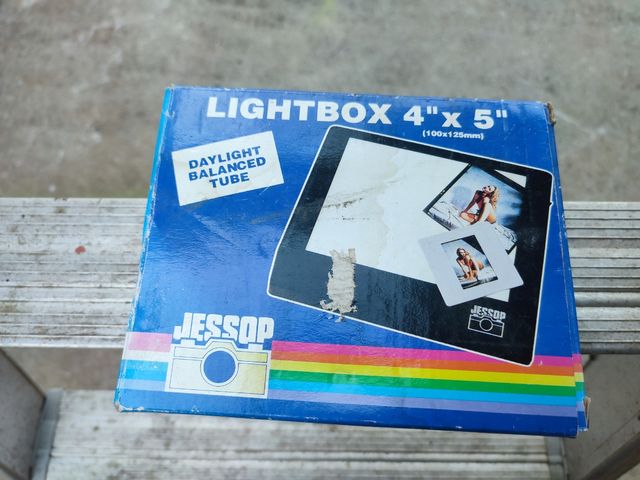 LIGHTBOX 4" x 5"
(100x125mm)
DAYLIGHT
BALANCED
TUBE
JESSOP
JESSOP